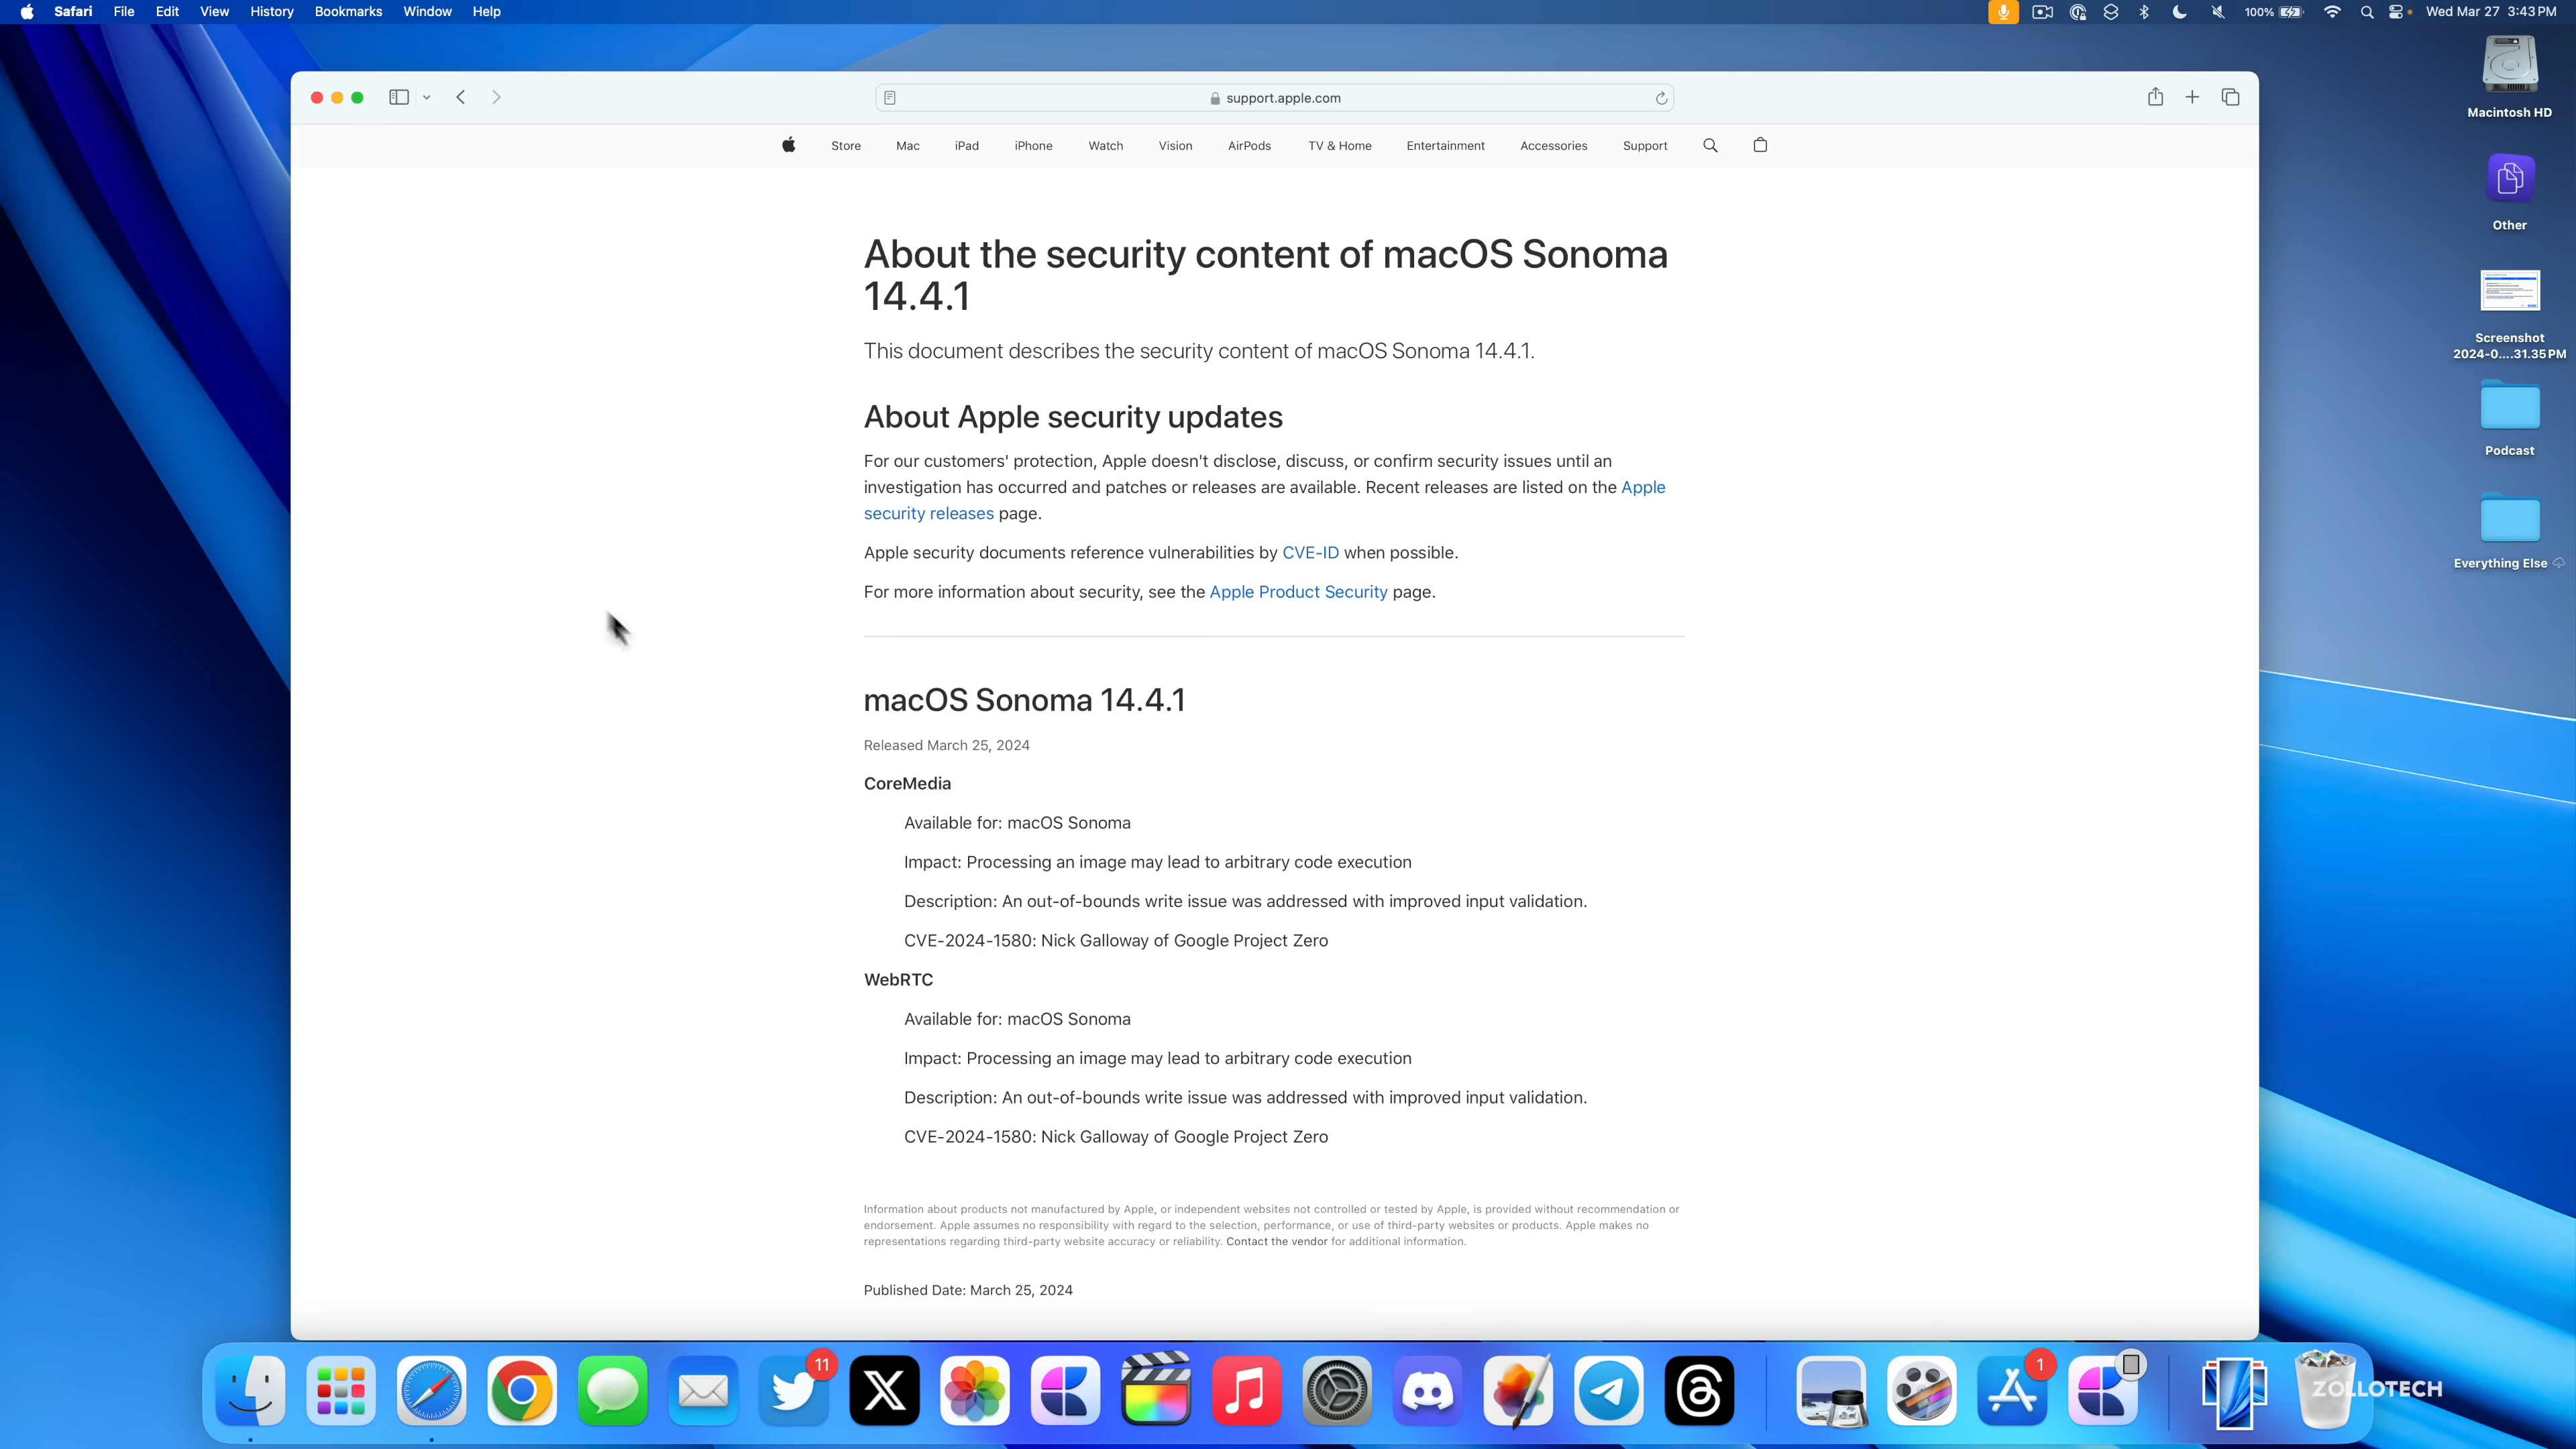 Safari File Edit View History Bookmarks Window Help 100% Wed Mar 27 3:43 PM
support.apple.com
Store Mac iPad iPhone Watch Vision AirPods TV & Home Entertainment Accessories Support
About the security content of macOS Sonoma
14.4.1
This document describes the security content of macOS Sonoma 14.4.1.
About Apple security updates
For our customers' protection, Apple doesn't disclose, discuss, or confirm security issues until an
investigation has occurred and patches or releases are available. Recent releases are listed on the Apple
security releases page.
Apple security documents reference vulnerabilities by CVE-ID when possible.
For more information about security, see the Apple Product Security page.
macOS Sonoma 14.4.1
Released March 25, 2024
CoreMedia
Available for: macOS Sonoma
Impact: Processing an image may lead to arbitrary code execution
Description: An out-of-bounds write issue was addressed with improved input validation.
CVE-2024-1580: Nick Galloway of Google Project Zero
WebRTC
Available for: macOS Sonoma
Impact: Processing an image may lead to arbitrary code execution
Description: An out-of-bounds write issue was addressed with improved input validation.
CVE-2024-1580: Nick Galloway of Google Project Zero
Information about products not manufactured by Apple, or independent websites not controlled or tested by Apple, is provided without recommendation or
endorsement. Apple assumes no responsibility with regard to the selection, performance, or use of third-party websites or products. Apple makes no
representations regarding third-party website accuracy or reliability. Contact the vendor for additional information.
Published Date: March 25, 2024
Macintosh HD
Other
Screenshot
2024-0....31.35 PM
Podcast
Everything Else
11
1
ZOLLOTECH